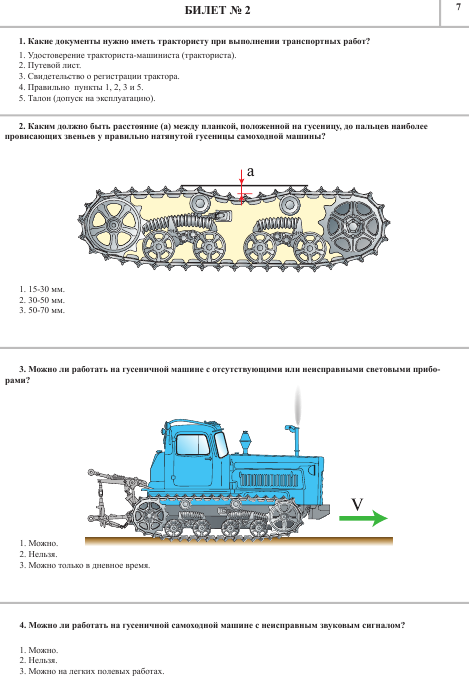 БИЛЕТ № 2
7
1. Какие документы нужно иметь трактористу при выполнении транспортных работ?
1. Удостоверение тракториста-машиниста (тракториста).
2. Путевой лист.
3. Свидетельство о регистрации трактора.
4. Правильно пункты 1, 2, 3 и 5.
5. Талон (допуск на эксплуатацию).
2. Каким должно быть расстояние (а) между планкой, положенной на гусеницу, до пальцев наиболее
провисающих звеньев у правильно натянутой гусеницы самоходной машины?
а
1. 15-30 мм.
2. 30-50 мм.
3. 50-70 мм.
3. Можно ли работать на гусеничной машине с отсутствующими или неисправными световыми прибо-
рами?
V
1. Можно.
2. Нельзя.
3. Можно только в дневное время.
4. Можно ли работать на гусеничной самоходной машине с неисправным звуковым сигналом?
1. Можно.
2. Нельзя.
3. Можно на легких полевых работах.